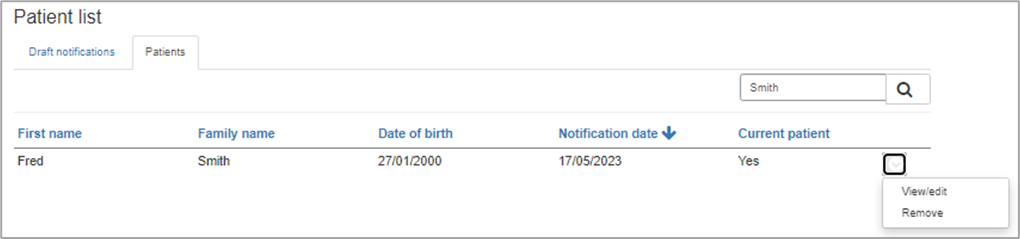 Patient list
Draft notifications Patients
Smith
First name Family name Date of birth Notification date Current patient
Fred Smith 27/01/2000 17/05/2023 Yes
View/edit
Remove